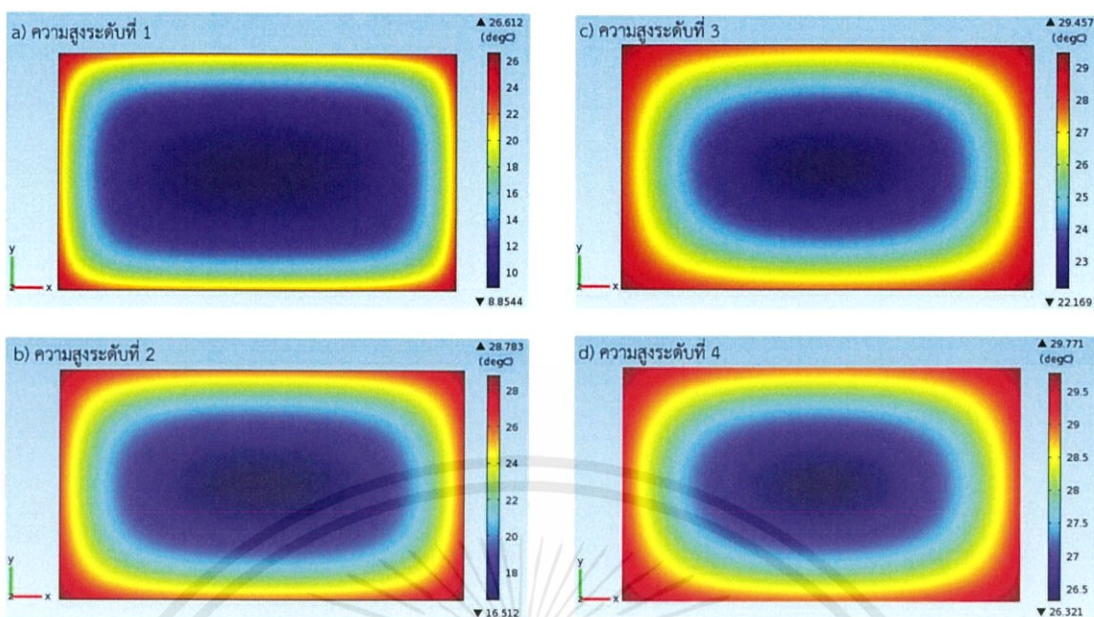 a) ความสูงระดับที่ 1
▲ 26.612
(degC)
26
24
22
20
18
16
14
12
10
▼ 8.8544
y
z
x
c) ความสูงระดับที่ 3
▲ 29.457
(degC)
29
28
27
26
25
24
23
▼ 22.169
y
z
x
b) ความสูงระดับที่ 2
▲ 28.783
(degC)
28
26
24
22
20
18
▼ 16.512
y
z
x
d) ความสูงระดับที่ 4
▲ 29.771
(degC)
29.5
29
28.5
28
27.5
27
26.5
▼ 26.321
y
z
x